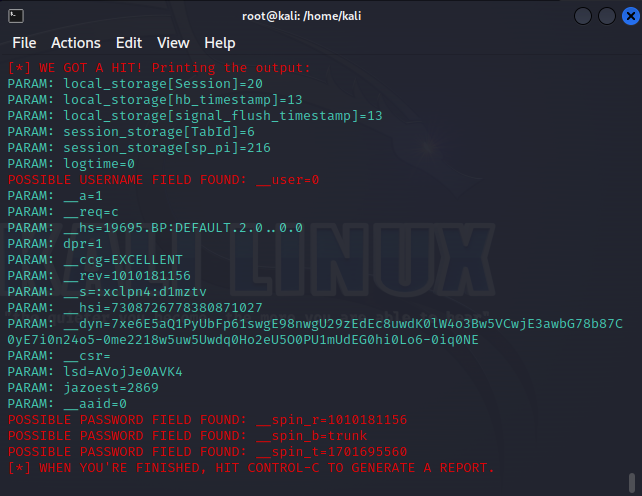 root@kali: /home/kali
File Actions Edit View Help
[*] WE GOT A HIT! Printing the output:
PARAM: local_storage[Session]=20
PARAM: local_storage[hb_timestamp]=13
PARAM: local_storage[signal_flush_timestamp]=13
PARAM: session_storage[TabId]=6
PARAM: session_storage[sp_pi]=216
PARAM: logtime=0
POSSIBLE USERNAME FIELD FOUND: __user=0
PARAM: __a=1
PARAM: __req=c
PARAM: __hs=19695.BP:DEFAULT.2.0..0.0
PARAM: dpr=1
PARAM: __ccg=EXCELLENT
PARAM: __rev=1010181156
PARAM: __s=:xclpn4:d1mztv
PARAM: __hsi=7308726778380871027
PARAM: __dyn=7xe6E5aQ1PyUbFp61swgE98nwgU29zEdEc8uwdK0lW4o3Bw5VCwjE3awbG78b87C
0yE7i0n24o5-0me2218w5uw5Uwdq0Ho2eU5O0PU1mUdEG0hi0Lo6-0iq0NE
PARAM: __csr=
PARAM: lsd=AVojJe0AVK4
PARAM: jazoest=2869
PARAM: __aaid=0
POSSIBLE PASSWORD FIELD FOUND: __spin_r=1010181156
POSSIBLE PASSWORD FIELD FOUND: __spin_b=trunk
POSSIBLE PASSWORD FIELD FOUND: __spin_t=1701695560
[*] WHEN YOU'RE FINISHED, HIT CONTROL-C TO GENERATE A REPORT.
LINUX